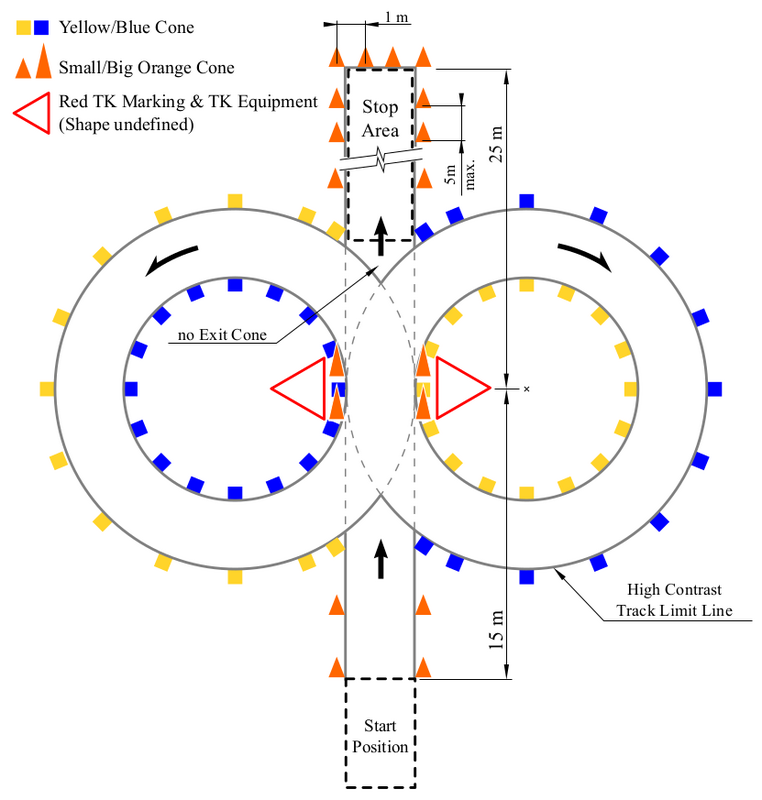 Yellow/Blue Cone
Small/Big Orange Cone
Red TK Marking & TK Equipment
(Shape undefined)
1 m
Stop
Area
5m
max.
25 m
no Exit Cone
High Contrast
Track Limit Line
15 m
Start
Position